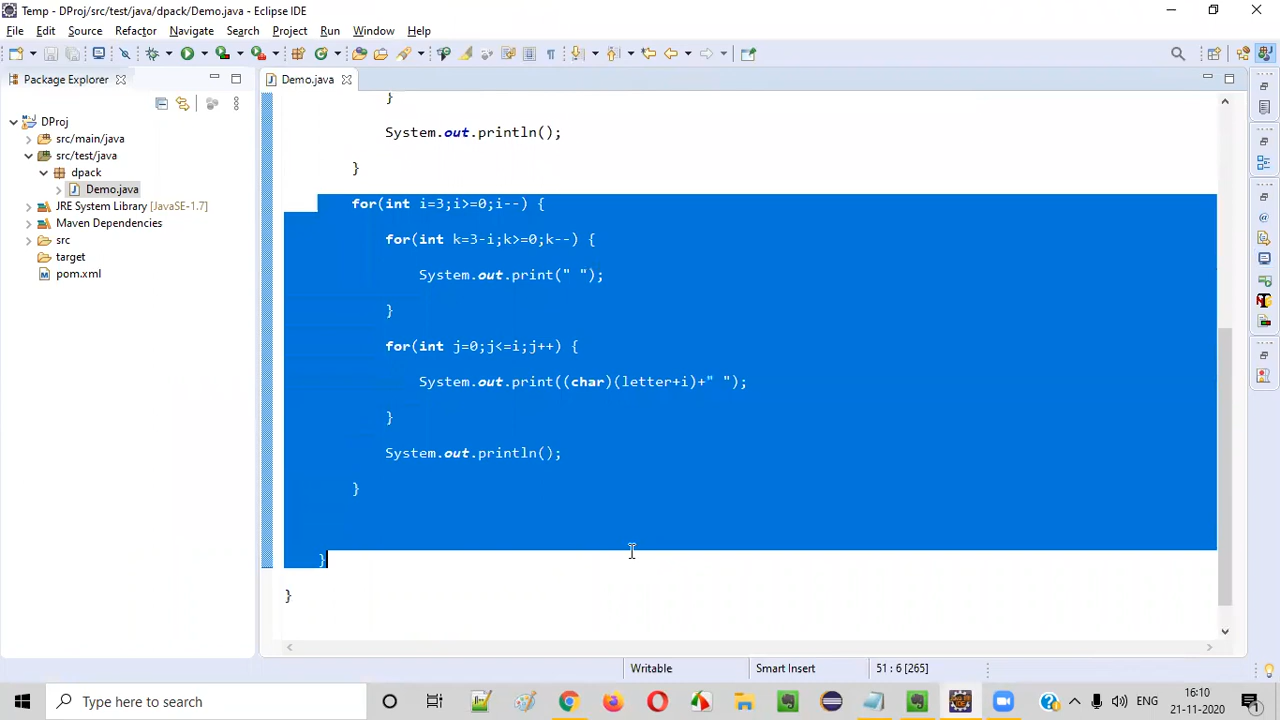 Temp - DProj/src/test/java/dpack/Demo.java - Eclipse IDE
File Edit Source Refactor Navigate Search Project Run Window Help
Package Explorer
Demo.java
DProj
src/main/java
src/test/java
dpack
Demo.java
JRE System Library [JavaSE-1.7]
Maven Dependencies
src
target
pom.xml
}
System.out.println();
}
for(int i=3;i>=0;i--) {
for(int k=3-i;k>=0;k--) {
System.out.print(" ");
}
for(int j=0;j<=i;j++) {
System.out.print((char)(letter+i)+" ");
}
System.out.println();
}
}
}
Writable Smart Insert 51 : 6 [265]
Type here to search
ENG
16:10
21-11-2020